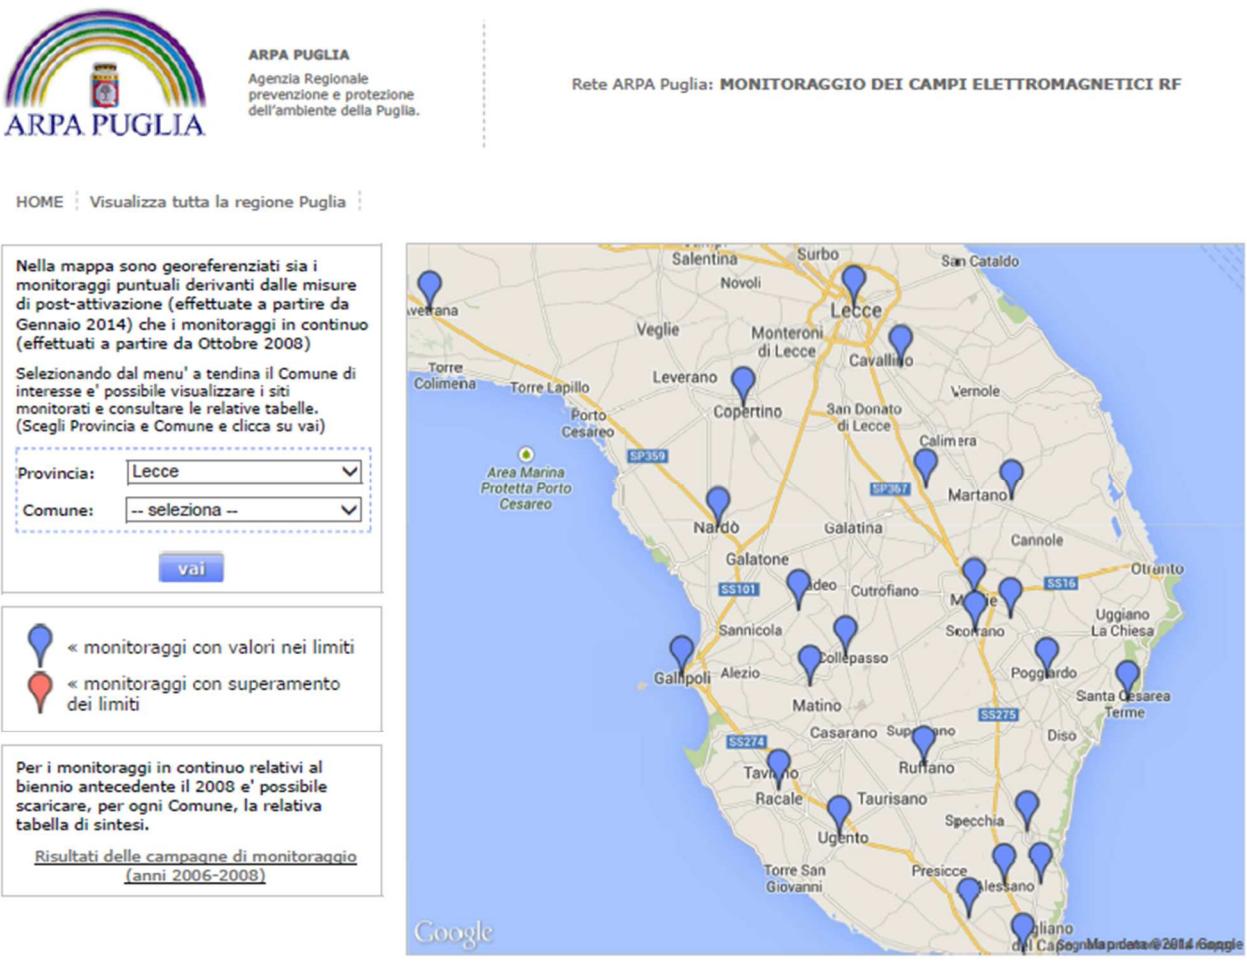 ARPA PUGLIA
ARPA PUGLIA
Agenzia Regionale
prevenzione e protezione
dell'ambiente della Puglia.
Rete ARPA Puglia: MONITORAGGIO DEI CAMPI ELETTROMAGNETICI RF
HOME
Visualizza tutta la regione Puglia
Nella mappa sono georeferenziati sia i
monitoraggi puntuali derivanti dalle misure
di post-attivazione (effettuate a partire da
Gennaio 2014) che i monitoraggi in continuo
(effettuati a partire da Ottobre 2008)
Selezionando dal menu' a tendina il Comune di
interesse e' possibile visualizzare i siti
monitorati e consultare le relative tabelle.
(Scegli Provincia e Comune e clicca su vai)
Provincia: Lecce
Comune: -- seleziona --
vai
« monitoraggi con valori nei limiti
« monitoraggi con superamento
dei limiti
Per i monitoraggi in continuo relativi al
biennio antecedente il 2008 e' possibile
scaricare, per ogni Comune, la relativa
tabella di sintesi.
Risultati delle campagne di monitoraggio
(anni 2006-2008)
Salentina
Surbo
San Cataldo
Novoli
Lecce
Veglie
Monteroni
di Lecce
Cavallino
Torre
Colimena
Torre Lapillo
Leverano
Vernole
Porto
Cesareo
Copertino
San Donato
di Lecce
Calimera
SP359
Area Marina
Protetta Porto
Cesareo
SP367
Martano
Nardò
Galatina
Cannole
Galatone
Otranto
SS101
Cutrofiano
SS16
Uggiano
La Chiesa
Sannicola
Scorrano
Collepasso
Gallipoli
Alezio
Poggiardo
Santa Cesarea
Terme
Matino
SS275
Casarano
Diso
SS274
Ruffano
Racale
Taurisano
Specchia
Ugento
Torre San
Giovanni
Presicce
Alessano
Google
Map data ©2014 Google